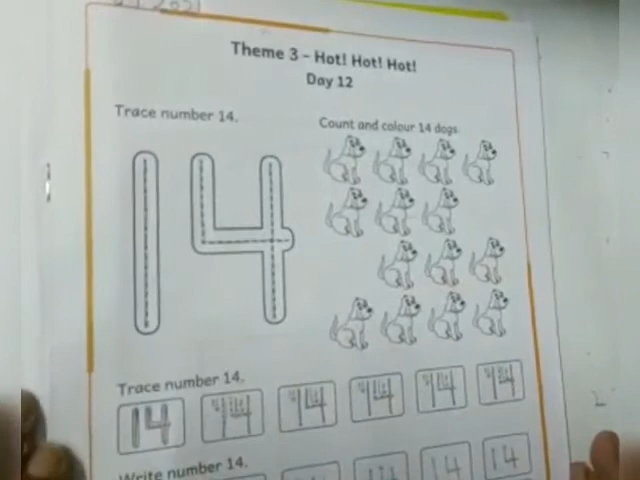 Theme 3 - Hot! Hot! Hot!
Day 12
Trace number 14.
Count and colour 14 dogs
14
Trace number 14.
14 14 14 14 14 14
Write number 14.
14 14 14